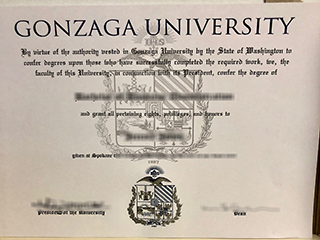 GONZAGA UNIVERSITY
IHS
By virtue of the authority vested in Gonzaga University by the State of Washington to
confer degrees upon those who have successfully completed the required work, we, the
faculty of this University, in conjunction with its President, confer the degree of
and grant all pertaining rights, privileges, and honors to
given at Spokane
1887
President of the University
Dean